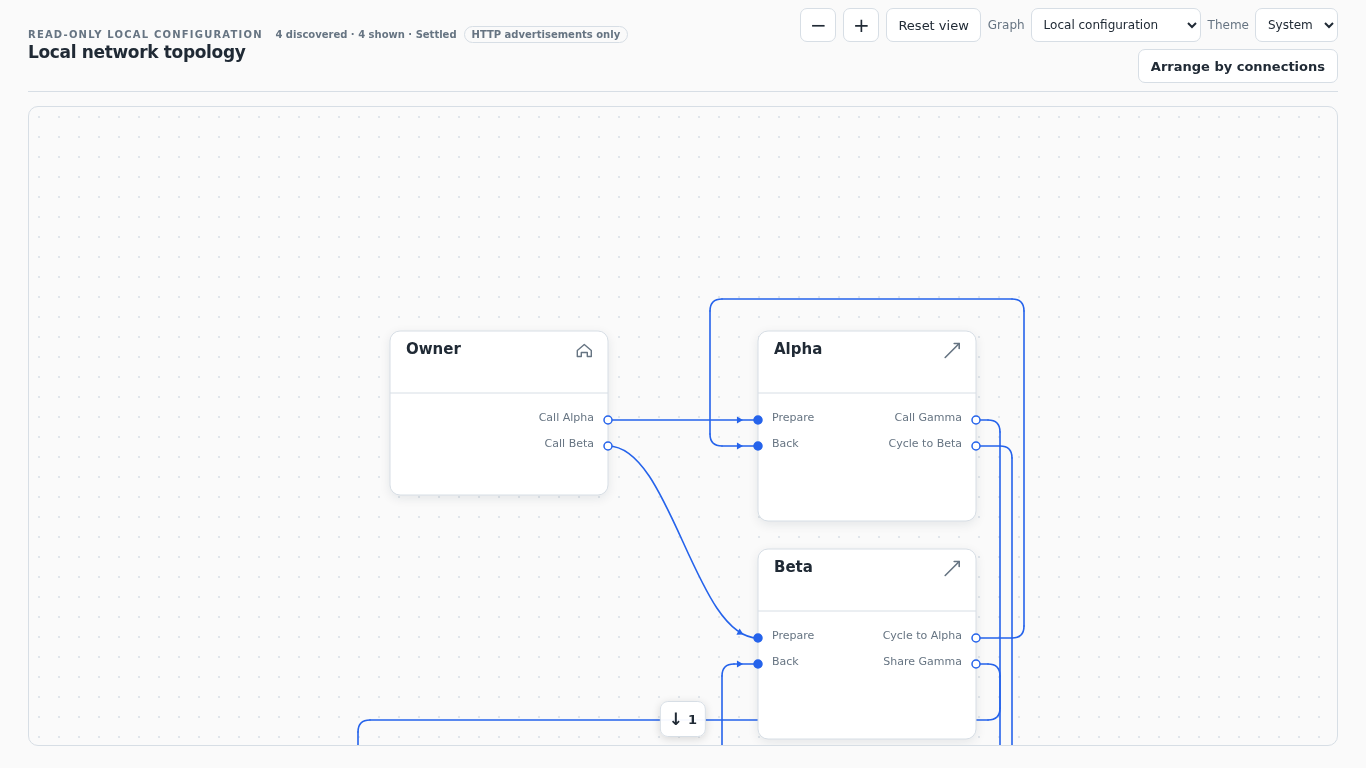 READ-ONLY LOCAL CONFIGURATION 4 discovered · 4 shown · Settled HTTP advertisements only
Local network topology
− + Reset view Graph Local configuration Theme System
Arrange by connections
Owner
Call Alpha
Call Beta
Alpha
Prepare Call Gamma
Back Cycle to Beta
Beta
Prepare Cycle to Alpha
Back Share Gamma
↓ 1